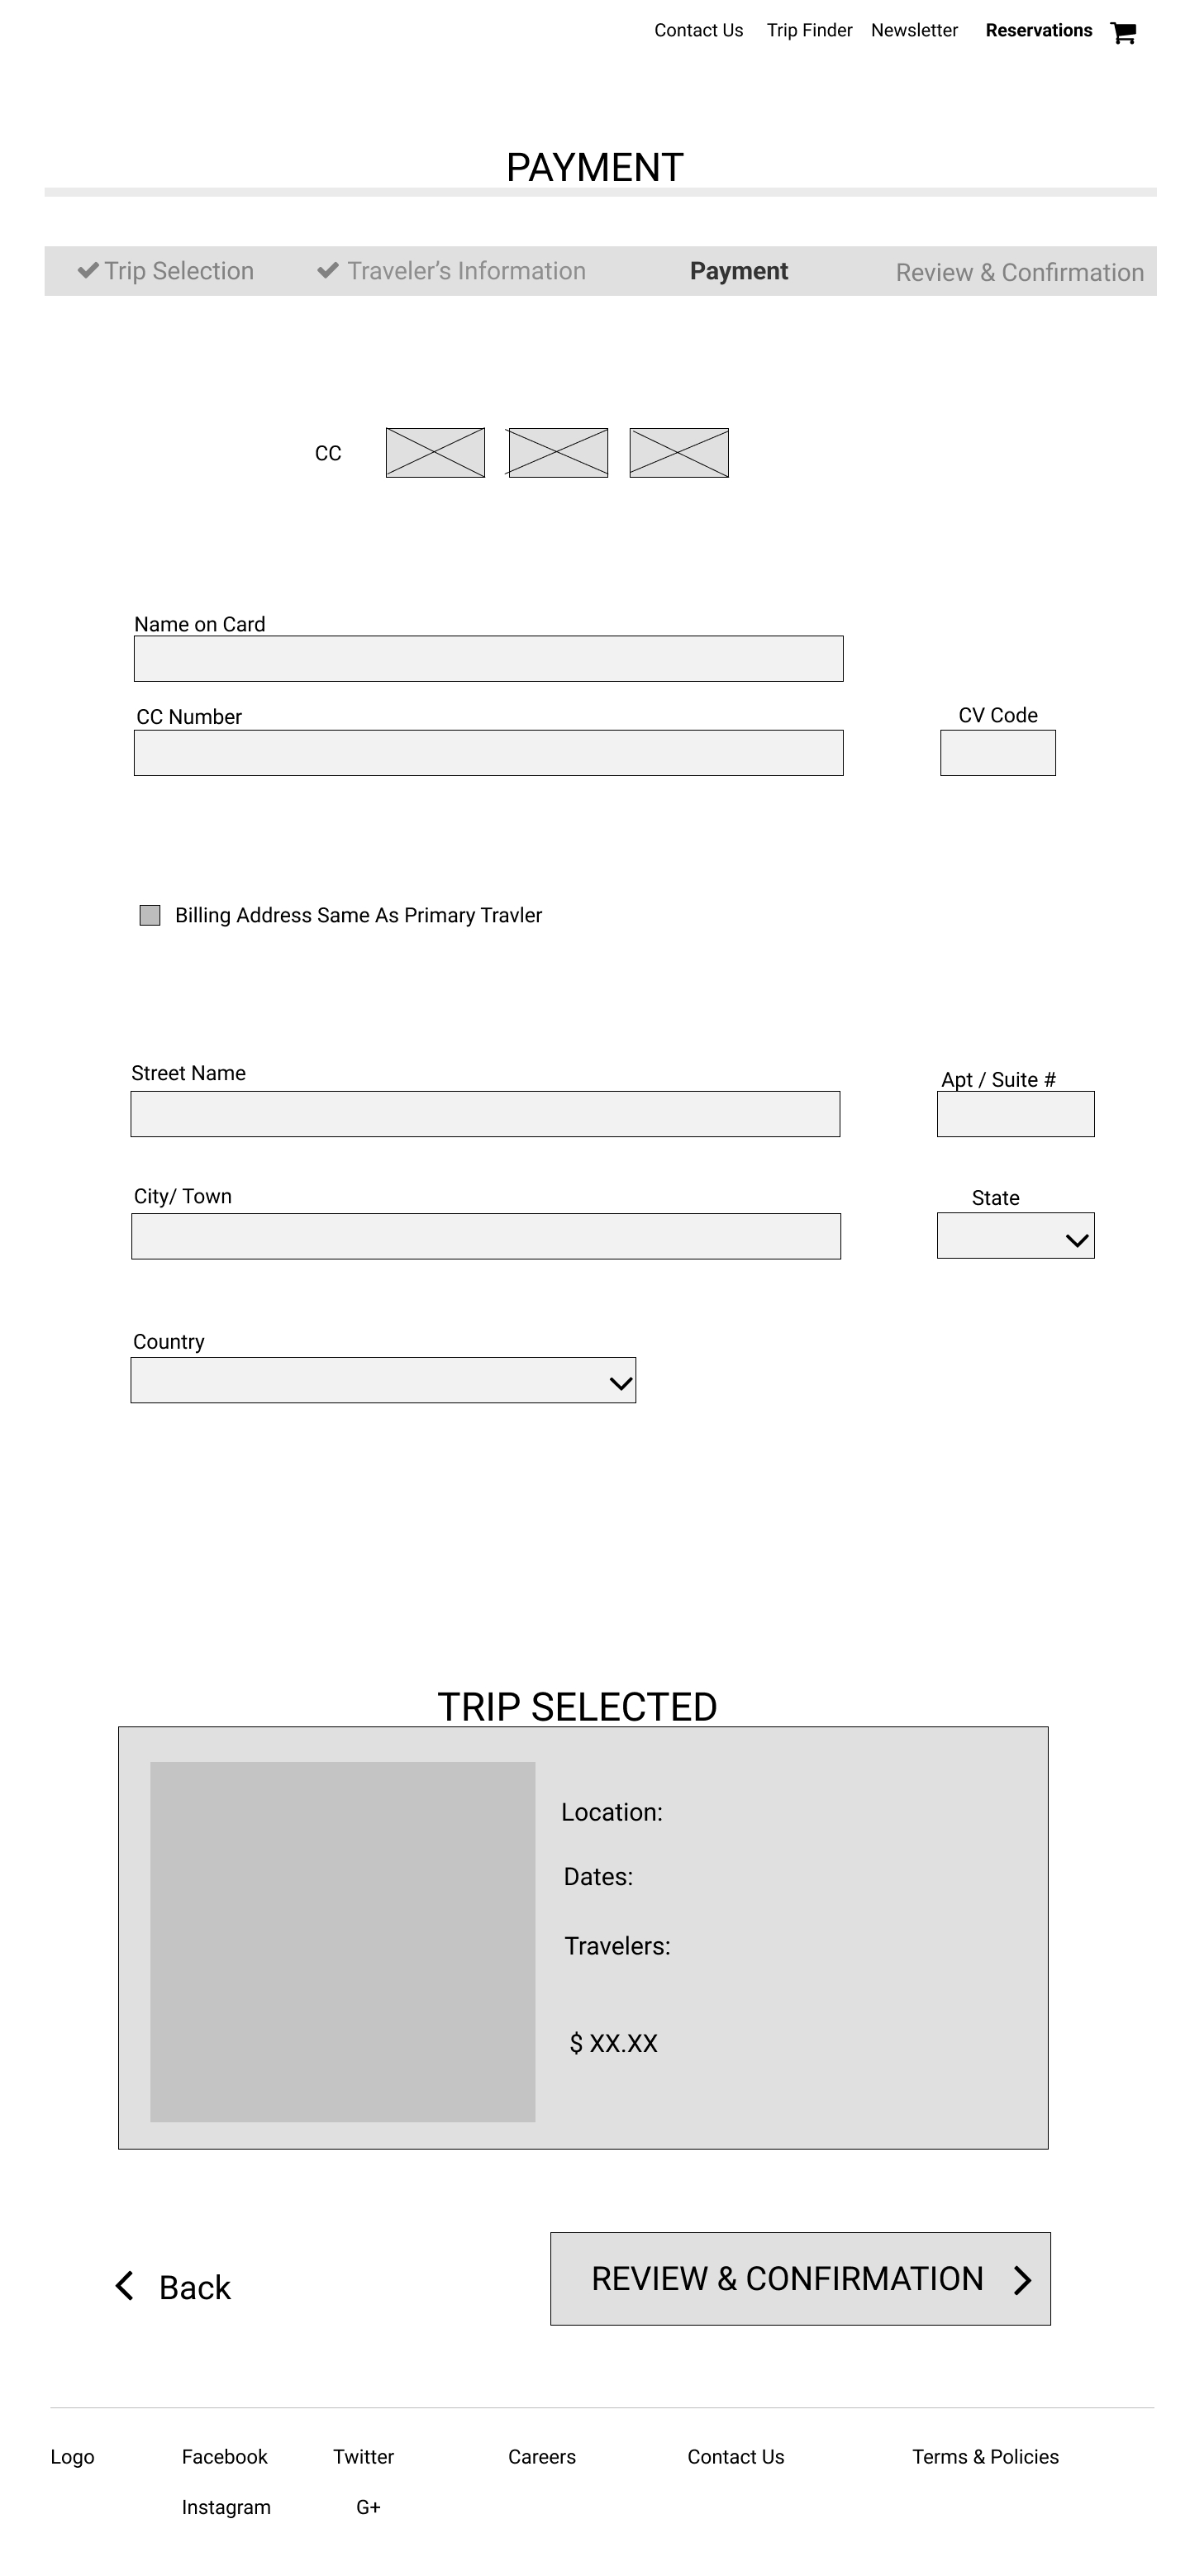 Contact Us Trip Finder Newsletter Reservations
PAYMENT
Trip Selection Traveler’s Information Payment Review & Confirmation
CC
Name on Card
CC Number CV Code
Billing Address Same As Primary Travler
Street Name Apt / Suite #
City/ Town State
Country
TRIP SELECTED
Location:
Dates:
Travelers:
$ XX.XX
Back REVIEW & CONFIRMATION
Logo Facebook Twitter Careers Contact Us Terms & Policies
Instagram G+